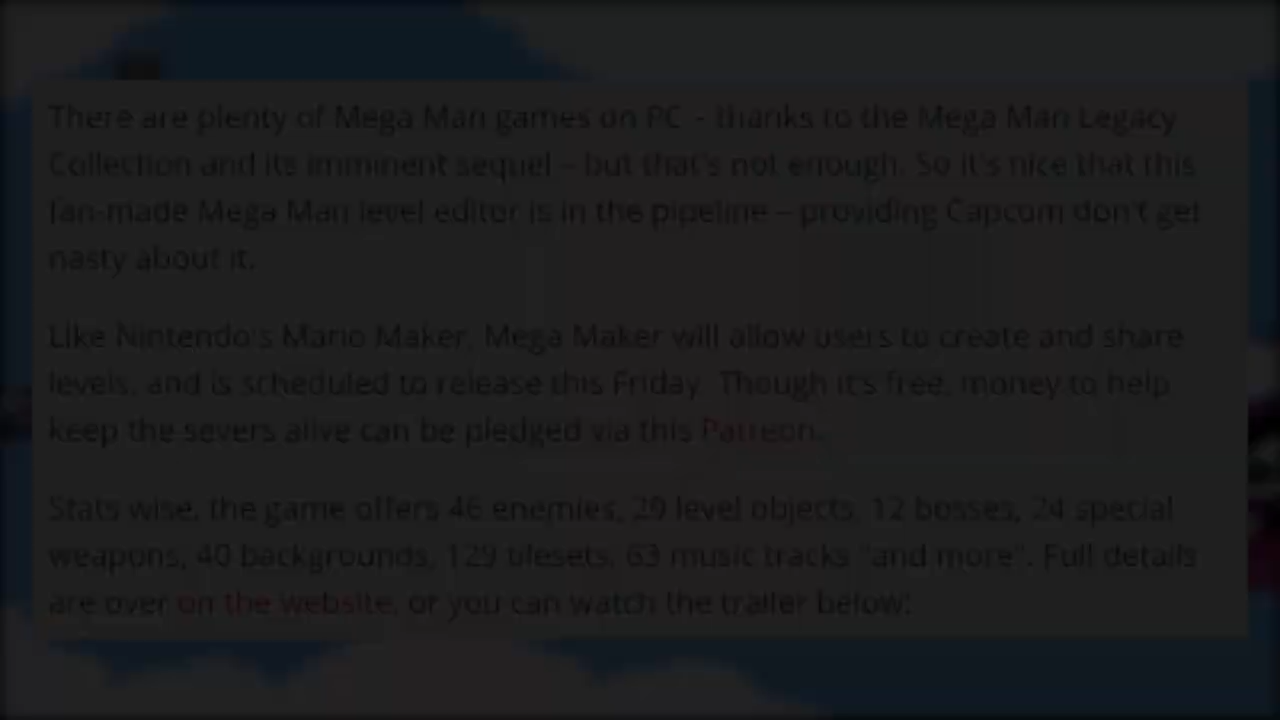 There are plenty of Mega Man games on PC – thanks to the Mega Man Legacy
Collection and its imminent sequel – but that's not enough. So it's nice that this
fan-made Mega Man level editor is in the pipeline – providing Capcom don't get
nasty about it.
Like Nintendo's Mario Maker, Mega Maker will allow users to create and share
levels, and is scheduled to release this Friday. Though it's free, money to help
keep the severs alive can be pledged via this Patreon.
Stats wise, the game offers 46 enemies, 29 level objects, 12 bosses, 24 special
weapons, 40 backgrounds, 129 tilesets, 63 music tracks "and more". Full details
are over on the website, or you can watch the trailer below: